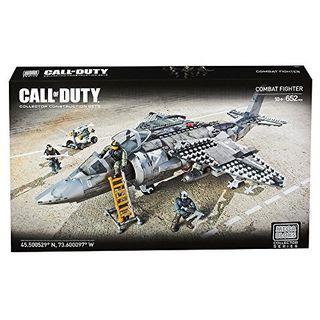 CALL OF DUTY
COLLECTOR CONSTRUCTION SETS
COMBAT FIGHTER
10+ 652
45.500529° N, 73.600097° W
MEGA
BLOKS
COLLECTOR
SERIES